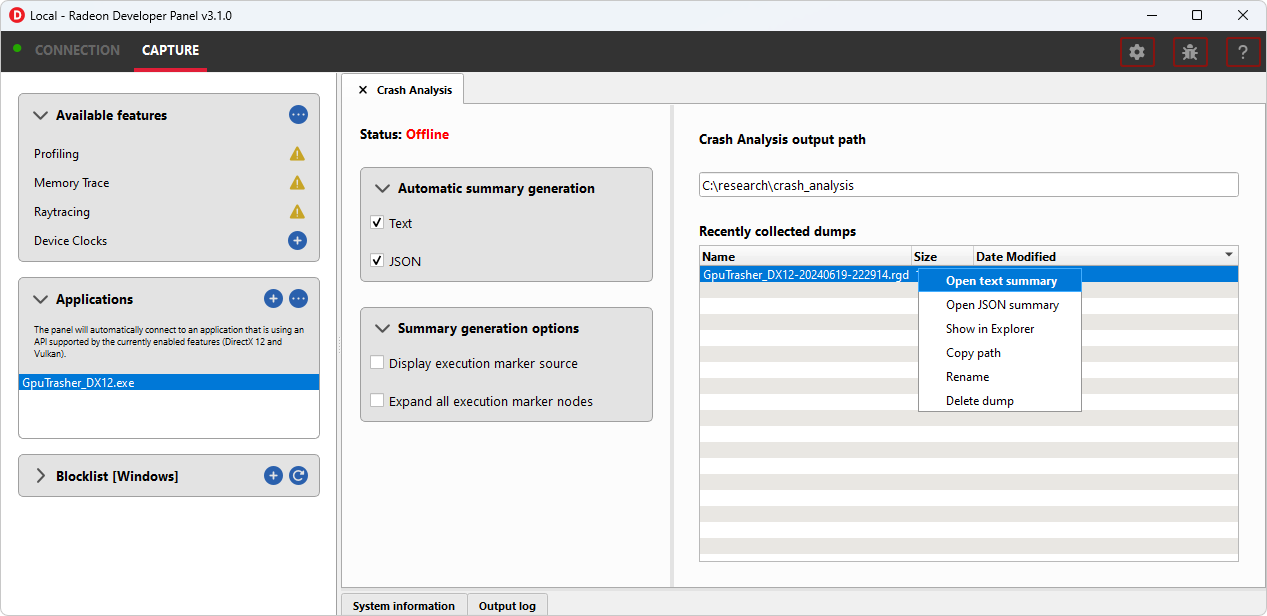 Local - Radeon Developer Panel v3.1.0
CONNECTION
CAPTURE
?
Available features
Profiling
Memory Trace
Raytracing
Device Clocks
Applications
The panel will automatically connect to an application that is using an
API supported by the currently enabled features (DirectX 12 and
Vulkan).
GpuTrasher_DX12.exe
Blocklist [Windows]
Crash Analysis
Status: Offline
Automatic summary generation
Text
JSON
Summary generation options
Display execution marker source
Expand all execution marker nodes
Crash Analysis output path
C:\research\crash_analysis
Recently collected dumps
Name Size Date Modified
GpuTrasher_DX12-20240619-222914.rgd
Open text summary
Open JSON summary
Show in Explorer
Copy path
Rename
Delete dump
System information
Output log